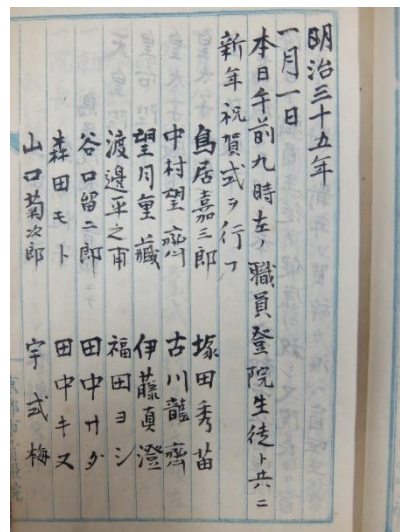 明治三十五年
一月一日
本日午前九時左ノ職員登院生徒ト共ニ
新年祝賀式ヲ行フ
鳥居嘉三郎 塚田秀苗
中村望齋 古川龍齋
望月重藏 伊藤真澄
渡邊平之甫 福田ヨシ
谷口留二郎 田中サダ
森田モト 田中キヌ
山口菊次郎 宇式梅